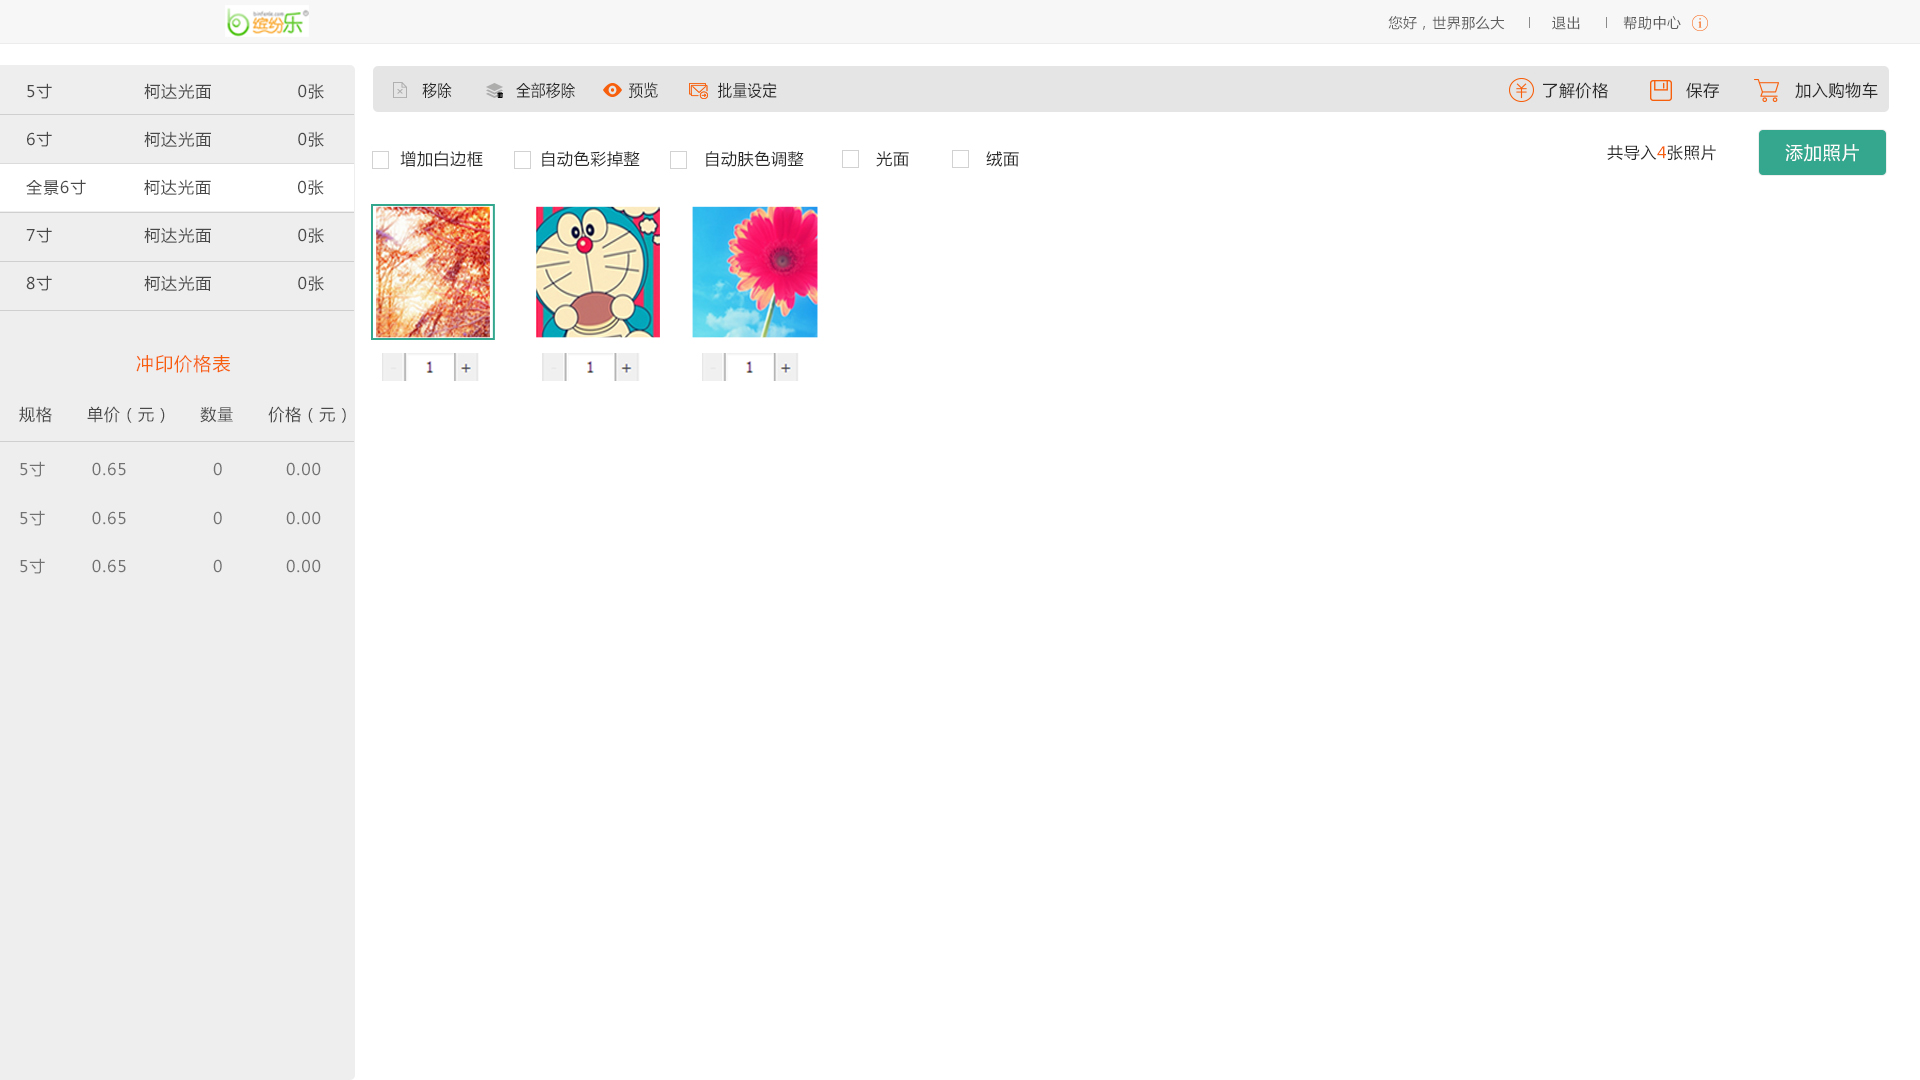 缤纷乐
您好，世界那么大 | 退出 | 帮助中心
5寸 柯达光面 0张
6寸 柯达光面 0张
全景6寸 柯达光面 0张
7寸 柯达光面 0张
8寸 柯达光面 0张
冲印价格表
规格 单价（元） 数量 价格（元）
5寸 0.65 0 0.00
5寸 0.65 0 0.00
5寸 0.65 0 0.00
移除 全部移除 预览 批量设定 了解价格 保存 加入购物车
增加白边框 自动色彩掉整 自动肤色调整 光面 绒面 共导入4张照片 添加照片
- 1 + - 1 + - 1 +